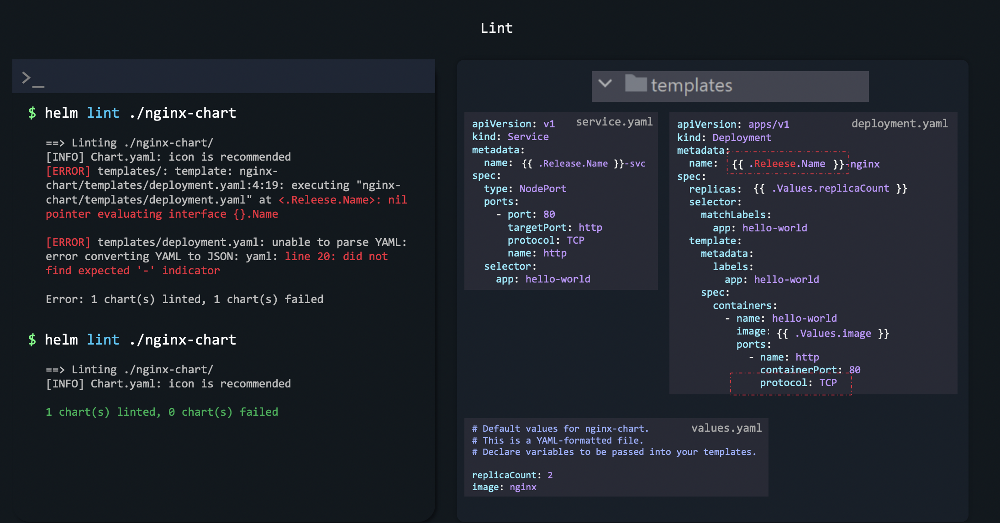 Lint
>_
$ helm lint ./nginx-chart
==> Linting ./nginx-chart/
[INFO] Chart.yaml: icon is recommended
[ERROR] templates/: template: nginx-
chart/templates/deployment.yaml:4:19: executing "nginx-
chart/templates/deployment.yaml" at <.Releese.Name>: nil
pointer evaluating interface {}.Name
[ERROR] templates/deployment.yaml: unable to parse YAML:
error converting YAML to JSON: yaml: line 20: did not
find expected '-' indicator
Error: 1 chart(s) linted, 1 chart(s) failed
$ helm lint ./nginx-chart
==> Linting ./nginx-chart/
[INFO] Chart.yaml: icon is recommended
1 chart(s) linted, 0 chart(s) failed
templates
service.yaml
apiVersion: v1
kind: Service
metadata:
  name: {{ .Release.Name }}-svc
spec:
  type: NodePort
  ports:
    - port: 80
      targetPort: http
      protocol: TCP
      name: http
  selector:
    app: hello-world
deployment.yaml
apiVersion: apps/v1
kind: Deployment
metadata:
  name: {{ .Releese.Name }}-nginx
spec:
  replicas: {{ .Values.replicaCount }}
  selector:
    matchLabels:
      app: hello-world
  template:
    metadata:
      labels:
        app: hello-world
    spec:
      containers:
        - name: hello-world
          image: {{ .Values.image }}
          ports:
            - name: http
              containerPort: 80
              protocol: TCP
values.yaml
# Default values for nginx-chart.
# This is a YAML-formatted file.
# Declare variables to be passed into your templates.
replicaCount: 2
image: nginx